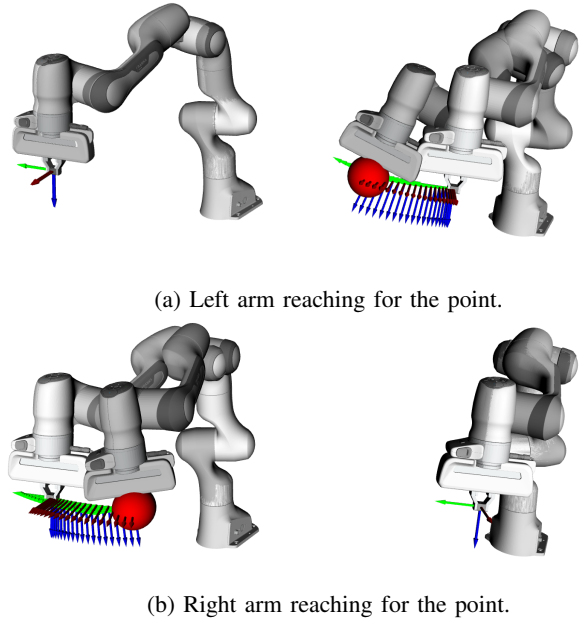 (a) Left arm reaching for the point.
(b) Right arm reaching for the point.